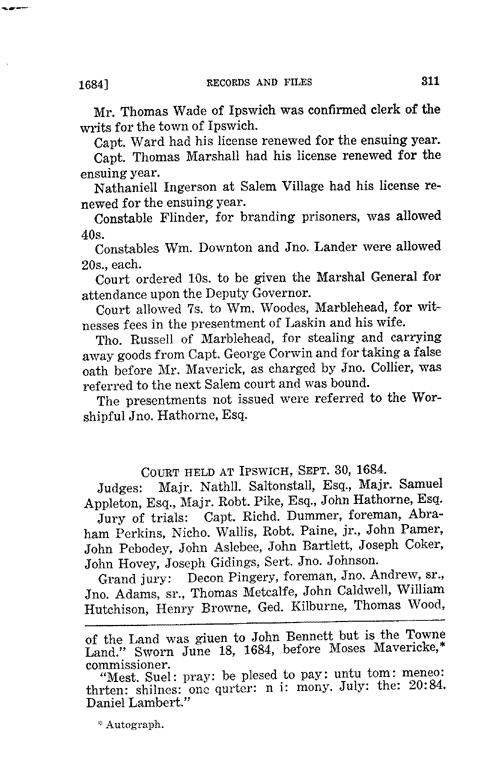 1684] RECORDS AND FILES 311
Mr. Thomas Wade of Ipswich was confirmed clerk of the
writs for the town of Ipswich.
Capt. Ward had his license renewed for the ensuing year.
Capt. Thomas Marshall had his license renewed for the
ensuing year.
Nathaniell Ingerson at Salem Village had his license re-
newed for the ensuing year.
Constable Flinder, for branding prisoners, was allowed
40s.
Constables Wm. Downton and Jno. Lander were allowed
20s., each.
Court ordered 10s. to be given the Marshal General for
attendance upon the Deputy Governor.
Court allowed 7s. to Wm. Woodes, Marblehead, for wit-
nesses fees in the presentment of Laskin and his wife.
Tho. Russell of Marblehead, for stealing and carrying
away goods from Capt. George Corwin and for taking a false
oath before Mr. Maverick, as charged by Jno. Collier, was
referred to the next Salem court and was bound.
The presentments not issued were referred to the Wor-
shipful Jno. Hathorne, Esq.
COURT HELD AT IPSWICH, SEPT. 30, 1684.
Judges: Majr. Nathll. Saltonstall, Esq., Majr. Samuel
Appleton, Esq., Majr. Robt. Pike, Esq., John Hathorne, Esq.
Jury of trials: Capt. Richd. Dummer, foreman, Abra-
ham Perkins, Nicho. Wallis, Robt. Paine, jr., John Pamer,
John Pebodey, John Aslebee, John Bartlett, Joseph Coker,
John Hovey, Joseph Gidings, Sert. Jno. Johnson.
Grand jury: Decon Pingery, foreman, Jno. Andrew, sr.,
Jno. Adams, sr., Thomas Metcalfe, John Caldwell, William
Hutchison, Henry Browne, Ged. Kilburne, Thomas Wood,
of the Land was giuen to John Bennett but is the Towne
Land." Sworn June 18, 1684, before Moses Mavericke,*
commissioner.
"Mest. Suel: pray: be plesed to pay: untu tom: meneo:
thrten: shilnes: one qurter: n i: mony. July: the: 20:84.
Daniel Lambert."
* Autograph.